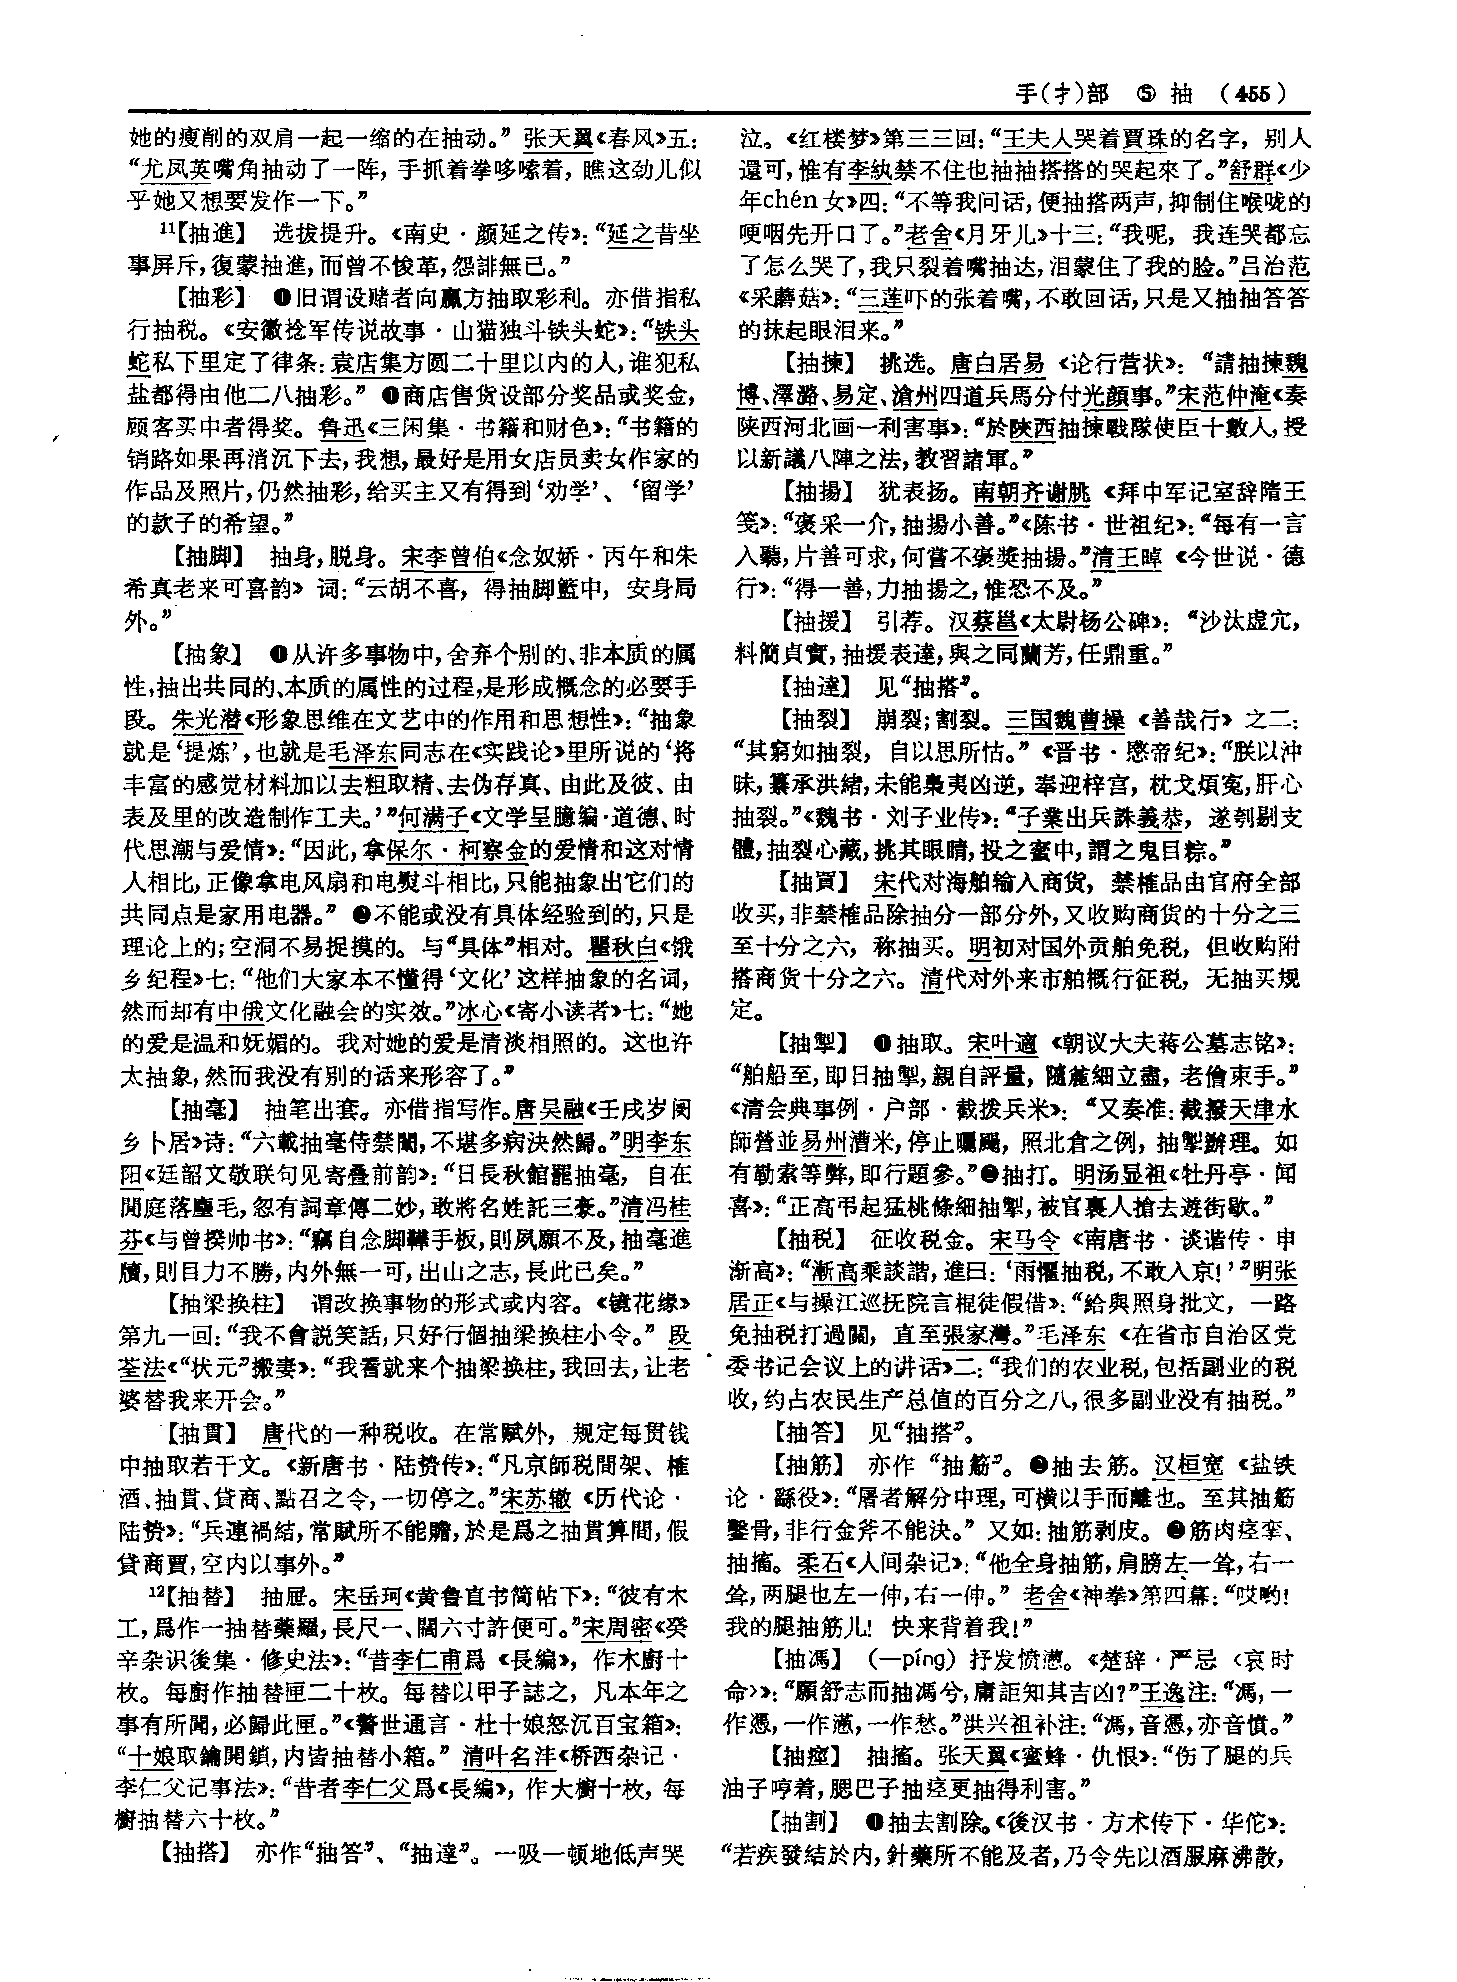 手(扌)部 ⑤ 抽 (455)
她的瘦削的双肩一起一缩的在抽动。”张天翼《春风》五：
“尤凤英嘴角抽动了一阵，手抓着拳哆嗦着，瞧这劲儿似
乎她又想要发作一下。”
11【抽進】 选拔提升。《南史·颜延之传》：“延之昔坐
事屏斥，復蒙抽進，而曾不悛革，怨誹無已。”
【抽彩】 ❶旧谓设赌者向赢方抽取彩利。亦借指私
行抽税。《安徽捻军传说故事·山猫独斗铁头蛇》：“铁头
蛇私下里定了律条：袁店集方圆二十里以内的人，谁犯私
盐都得由他二八抽彩。” ❶商店售货设部分奖品或奖金，
顾客买中者得奖。鲁迅《三闲集·书籍和财色》：“书籍的
销路如果再消沉下去，我想，最好是用女店员卖女作家的
作品及照片，仍然抽彩，给买主又有得到‘劝学’、‘留学’
的款子的希望。”
【抽脚】 抽身，脱身。宋李曾伯《念奴娇·丙午和朱
希真老来可喜韵》词：“云胡不喜，得抽脚籃中，安身局
外。”
【抽象】 ❶从许多事物中，舍弃个别的、非本质的属
性，抽出共同的、本质的属性的过程，是形成概念的必要手
段。朱光潜《形象思维在文艺中的作用和思想性》：“抽象
就是‘提炼’，也就是毛泽东同志在《实践论》里所说的‘将
丰富的感觉材料加以去粗取精、去伪存真、由此及彼、由
表及里的改造制作工夫。’”何满子《文学呈臆编·道德、时
代思潮与爱情》：“因此，拿保尔·柯察金的爱情和这对情
人相比，正像拿电风扇和电熨斗相比，只能抽象出它们的
共同点是家用电器。” ❷不能或没有具体经验到的，只是
理论上的；空洞不易捉摸的。与“具体”相对。瞿秋白《饿
乡纪程》七：“他们大家本不懂得‘文化’这样抽象的名词，
然而却有中俄文化融会的实效。”冰心《寄小读者》七：“她
的爱是温和妩媚的。我对她的爱是清淡相照的。这也许
太抽象，然而我没有别的话来形容了。”
【抽毫】 抽笔出套。亦借指写作。唐吴融《壬戌岁阌
乡卜居》诗：“六載抽毫侍禁闈，不堪多病決然歸。”明李东
阳《廷韶文敬联句见寄叠前韵》：“日長秋館罷抽毫，自在
閒庭落麈毛，忽有詞章傳二妙，敢將名姓託三豪。”清冯桂
芬《与曾揆帅书》：“竊自念脚鞾手板，則夙願不及，抽毫進
牘，則目力不勝，内外無一可，出山之志，長此已矣。”
【抽梁换柱】 谓改换事物的形式或内容。《镜花缘》
第九一回：“我不會説笑話，只好行個抽梁换柱小令。” 段
荃法《“状元”搬妻》：“我看就来个抽梁换柱，我回去，让老
婆替我来开会。”
【抽貫】 唐代的一种税收。在常赋外，规定每贯钱
中抽取若干文。《新唐书·陆贽传》：“凡京師税間架、榷
酒、抽貫、貸商、點召之令，一切停之。”宋苏辙《历代论·
陆贽》：“兵連禍結，常賦所不能贍，於是爲之抽貫算間，假
貸商賈，空内以事外。”
12【抽替】 抽屉。宋岳珂《黄鲁直书简帖下》：“彼有木
工，爲作一抽替藥羅，長尺一、闊六寸許便可。”宋周密《癸
辛杂识後集·修史法》：“昔李仁甫爲《長編》，作木廚十
枚。每廚作抽替匣二十枚。每替以甲子誌之，凡本年之
事有所聞，必歸此匣。”《警世通言·杜十娘怒沉百宝箱》：
“十娘取鑰開鎖，内皆抽替小箱。” 清叶名沣《桥西杂记·
李仁父记事法》：“昔者李仁父爲《長編》，作大櫥十枚，每
櫥抽替六十枚。”
【抽搭】 亦作“抽答”、“抽達”。一吸一顿地低声哭
泣。《红楼梦》第三三回：“王夫人哭着賈珠的名字，别人
還可，惟有李紈禁不住也抽抽搭搭的哭起來了。”舒群《少
年chén女》四：“不等我问话，便抽搭两声，抑制住喉咙的
哽咽先开口了。”老舍《月牙儿》十三：“我呢，我连哭都忘
了怎么哭了，我只裂着嘴抽达，泪蒙住了我的脸。”吕治范
《采蘑菇》：“三莲吓的张着嘴，不敢回话，只是又抽抽答答
的抹起眼泪来。”
【抽揀】 挑选。唐白居易《论行营状》：“請抽揀魏
博、澤潞、易定、滄州四道兵馬分付光顔事。”宋范仲淹《奏
陕西河北画一利害事》：“於陜西抽揀戰隊使臣十數人，授
以新議八陣之法，教習諸軍。”
【抽揚】 犹表扬。南朝齐谢朓《拜中军记室辞隋王
笺》：“褒采一介，抽揚小善。”《陈书·世祖纪》：“每有一言
入聽，片善可求，何嘗不褒奬抽揚。”清王晫《今世说·德
行》：“得一善，力抽揚之，惟恐不及。”
【抽援】 引荐。汉蔡邕《太尉杨公碑》：“沙汰虚冗，
料簡貞實，抽援表達，與之同蘭芳，任鼎重。”
【抽達】 见“抽搭”。
【抽裂】 崩裂；割裂。三国魏曹操《善哉行》之二：
“其窮如抽裂，自以思所怙。”《晋书·愍帝纪》：“朕以沖
昧，纂承洪緒，未能梟夷凶逆，奉迎梓宫，枕戈煩寃，肝心
抽裂。”《魏书·刘子业传》：“子業出兵誅義恭，遂刳剔支
體，抽裂心藏，挑其眼睛，投之蜜中，謂之鬼目粽。”
【抽買】 宋代对海舶输入商货，禁榷品由官府全部
收买，非禁榷品除抽分一部分外，又收购商货的十分之三
至十分之六，称抽买。明初对国外贡舶免税，但收购附
搭商货十分之六。清代对外来市舶概行征税，无抽买规
定。
【抽掣】 ❶抽取。宋叶適《朝议大夫蒋公墓志铭》：
“舶船至，即日抽掣，親自評量，隨麄細立盡，老儈束手。”
《清会典事例·户部·截拨兵米》：“又奏准：截撥天津水
師營並易州漕米，停止曬颺，照北倉之例，抽掣辦理。如
有勒索等弊，即行題參。”❷抽打。明汤显祖《牡丹亭·闻
喜》：“正高弔起猛桃條細抽掣，被官裏人搶去遊街歇。”
【抽税】 征收税金。宋马令《南唐书·谈谐传·申
渐高》：“漸高乘談諧，進曰：‘雨懼抽税，不敢入京！’”明张
居正《与操江巡抚院言棍徒假借》：“給與照身批文，一路
免抽税打過關，直至張家灣。”毛泽东《在省市自治区党
委书记会议上的讲话》二：“我们的农业税，包括副业的税
收，约占农民生产总值的百分之八，很多副业没有抽税。”
【抽答】 见“抽搭”。
【抽筋】 亦作“抽觔”。❶抽去筋。汉桓宽《盐铁
论·繇役》：“屠者解分中理，可横以手而離也。至其抽筋
鑿骨，非行金斧不能決。” 又如：抽筋剥皮。❷筋肉痉挛、
抽搐。柔石《人间杂记》：“他全身抽筋，肩膀左一耸，右一
耸，两腿也左一伸，右一伸。” 老舍《神拳》第四幕：“哎哟！
我的腿抽筋儿！快来背着我！”
【抽馮】 （—píng）抒发愤懑。《楚辞·严忌〈哀时
命〉》：“願舒志而抽馮兮，庸詎知其吉凶？”王逸注：“馮，一
作憑，一作懣，一作愁。”洪兴祖补注：“馮，音憑，亦音憤。”
【抽痙】 抽搐。张天翼《蜜蜂·仇恨》：“伤了腿的兵
油子哼着，腮巴子抽痉更抽得利害。”
【抽割】 ❶抽去割除。《後汉书·方术传下·华佗》：
“若疾發結於内，針藥所不能及者，乃令先以酒服麻沸散，